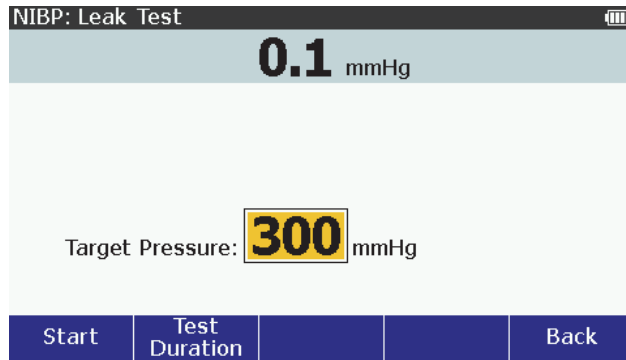 NIBP: Leak Test
0.1 mmHg
Target Pressure: 300 mmHg
Start
Test
Duration
Back